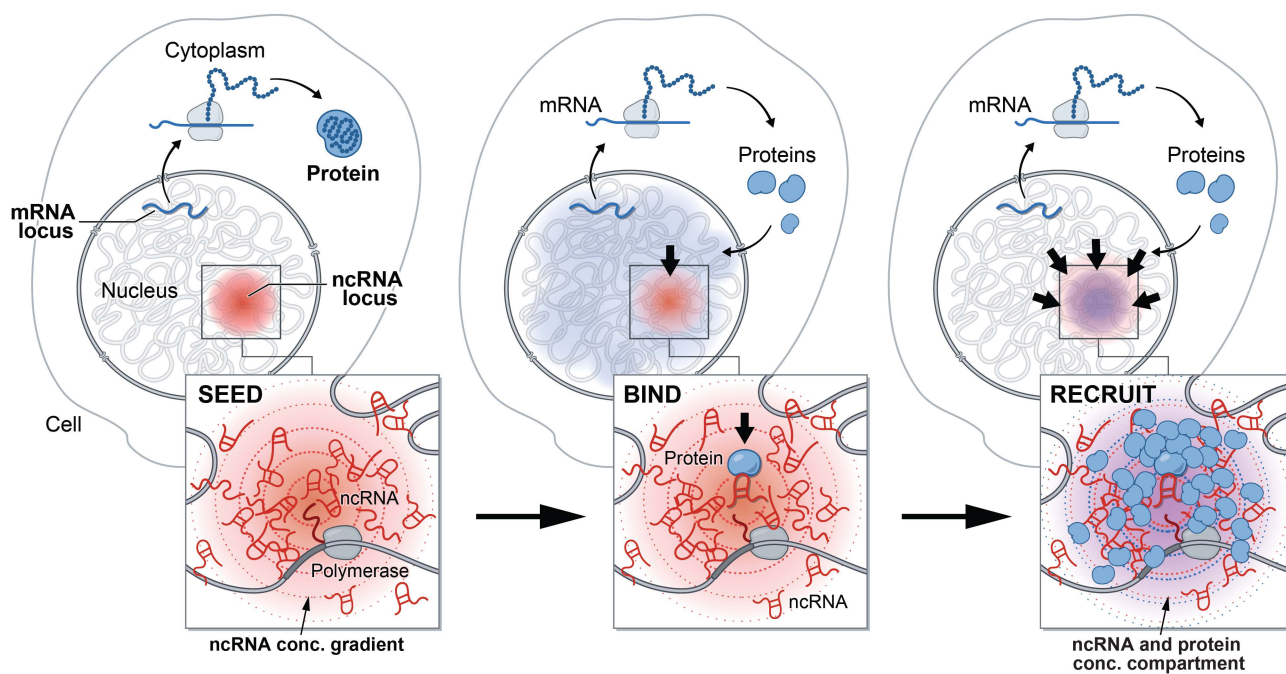 Cytoplasm
Protein
mRNA
locus
Nucleus
ncRNA
locus
Cell
SEED
ncRNA
Polymerase
ncRNA conc. gradient
mRNA
Proteins
BIND
Protein
ncRNA
mRNA
Proteins
RECRUIT
ncRNA and protein
conc. compartment